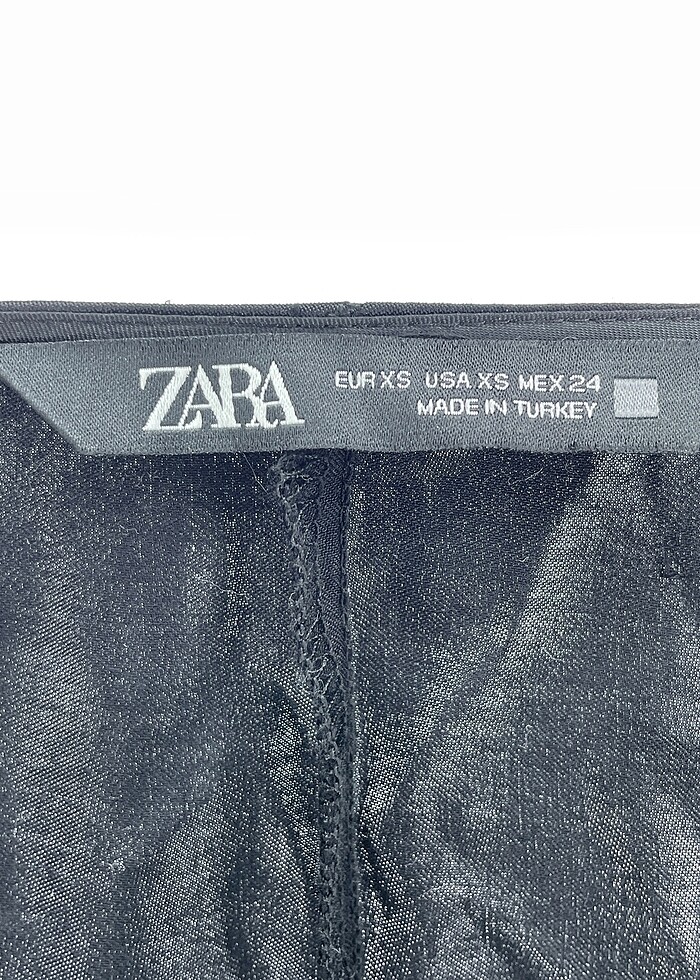 ZARA
EUR XS USA XS MEX 24
MADE IN TURKEY